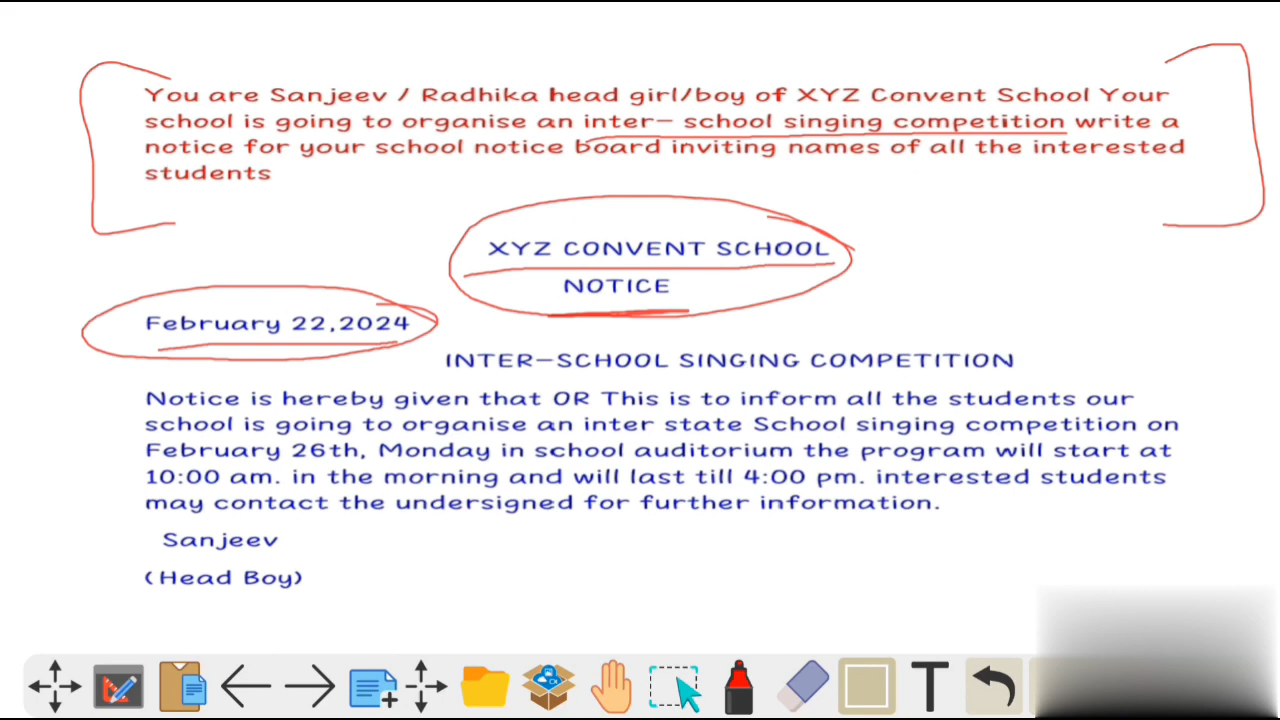 You are Sanjeev / Radhika head girl/boy of XYZ Convent School Your
school is going to organise an inter- school singing competition write a
notice for your school notice board inviting names of all the interested
students
XYZ CONVENT SCHOOL
NOTICE
February 22,2024
INTER-SCHOOL SINGING COMPETITION
Notice is hereby given that OR This is to inform all the students our
school is going to organise an inter state School singing competition on
February 26th, Monday in school auditorium the program will start at
10:00 am. in the morning and will last till 4:00 pm. interested students
may contact the undersigned for further information.
Sanjeev
(Head Boy)